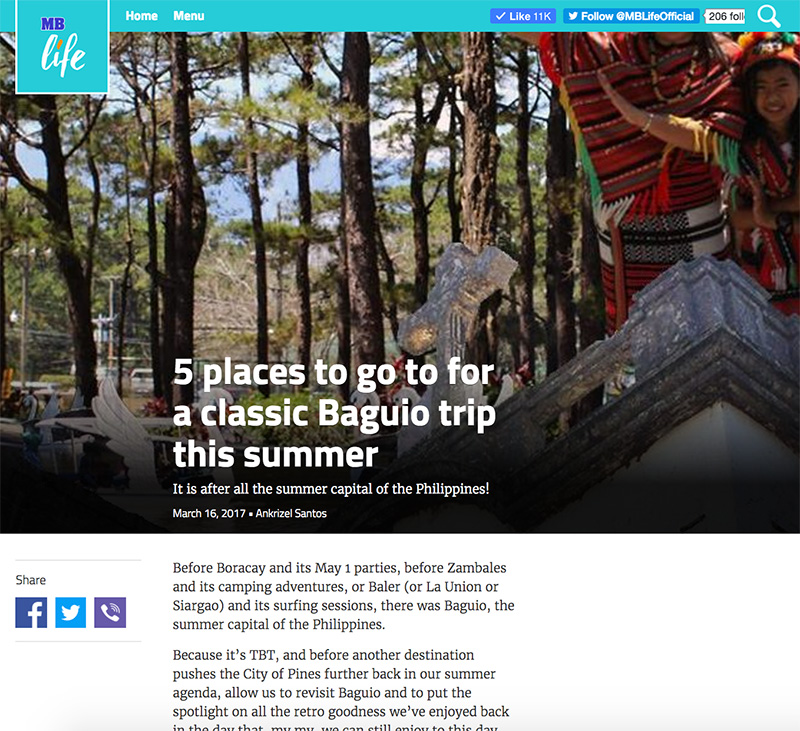 MB
life
Home
Menu
Like 11K
Follow @MBLifeOfficial
206 foll
5 places to go to for
a classic Baguio trip
this summer
It is after all the summer capital of the Philippines!
March 16, 2017 • Ankrizel Santos
Share
Before Boracay and its May 1 parties, before Zambales
and its camping adventures, or Baler (or La Union or
Siargao) and its surfing sessions, there was Baguio, the
summer capital of the Philippines.
Because it’s TBT, and before another destination
pushes the City of Pines further back in our summer
agenda, allow us to revisit Baguio and to put the
spotlight on all the retro goodness we’ve enjoyed back
in the day that, my my, we can still enjoy to this day